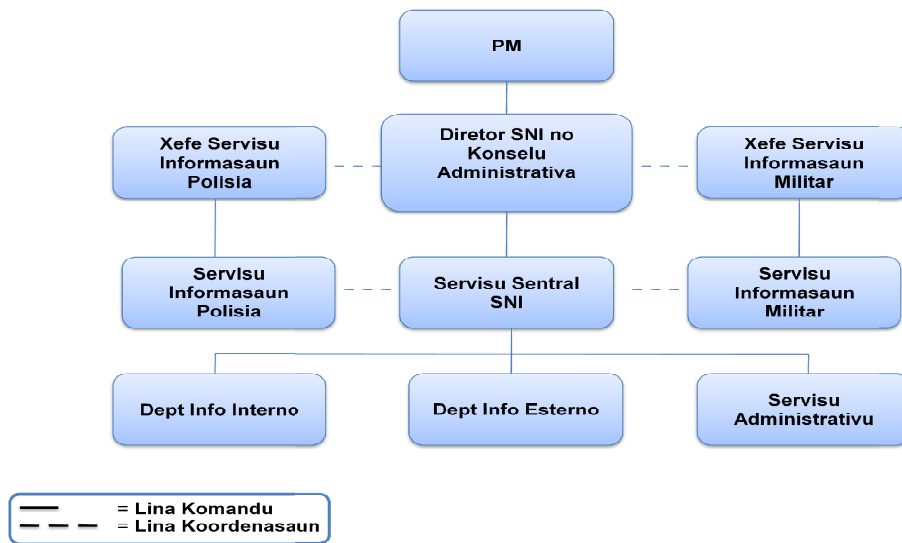 PM
Xefe Servisu
Informasaun
Polisia
Diretor SNI no
Konselu
Administrativa
Xefe Servisu
Informasaun
Militar
Servisu
Informasaun
Polisia
Servisu Sentral
SNI
Servisu
Informasaun
Militar
Dept Info Interno
Dept Info Esterno
Servisu
Administrativu
= Lina Komandu
= Lina Koordenasaun